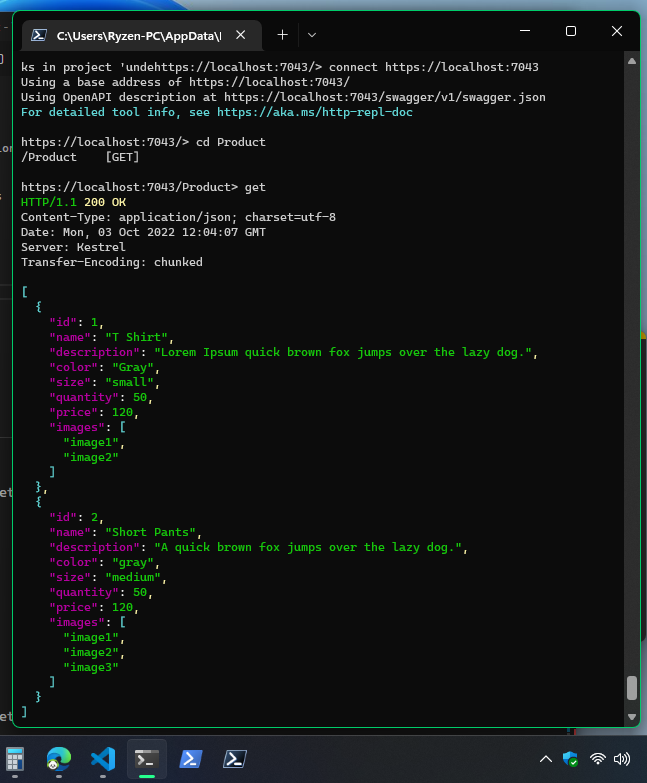 C:\Users\Ryzen-PC\AppData\
ks in project 'undehttps://localhost:7043/> connect https://localhost:7043
Using a base address of https://localhost:7043/
Using OpenAPI description at https://localhost:7043/swagger/v1/swagger.json
For detailed tool info, see https://aka.ms/http-repl-doc
https://localhost:7043/> cd Product
/Product    [GET]
https://localhost:7043/Product> get
HTTP/1.1 200 OK
Content-Type: application/json; charset=utf-8
Date: Mon, 03 Oct 2022 12:04:07 GMT
Server: Kestrel
Transfer-Encoding: chunked
[
  {
    "id": 1,
    "name": "T Shirt",
    "description": "Lorem Ipsum quick brown fox jumps over the lazy dog.",
    "color": "Gray",
    "size": "small",
    "quantity": 50,
    "price": 120,
    "images": [
      "image1",
      "image2"
    ]
  },
  {
    "id": 2,
    "name": "Short Pants",
    "description": "A quick brown fox jumps over the lazy dog.",
    "color": "gray",
    "size": "medium",
    "quantity": 50,
    "price": 120,
    "images": [
      "image1",
      "image2",
      "image3"
    ]
  }
]